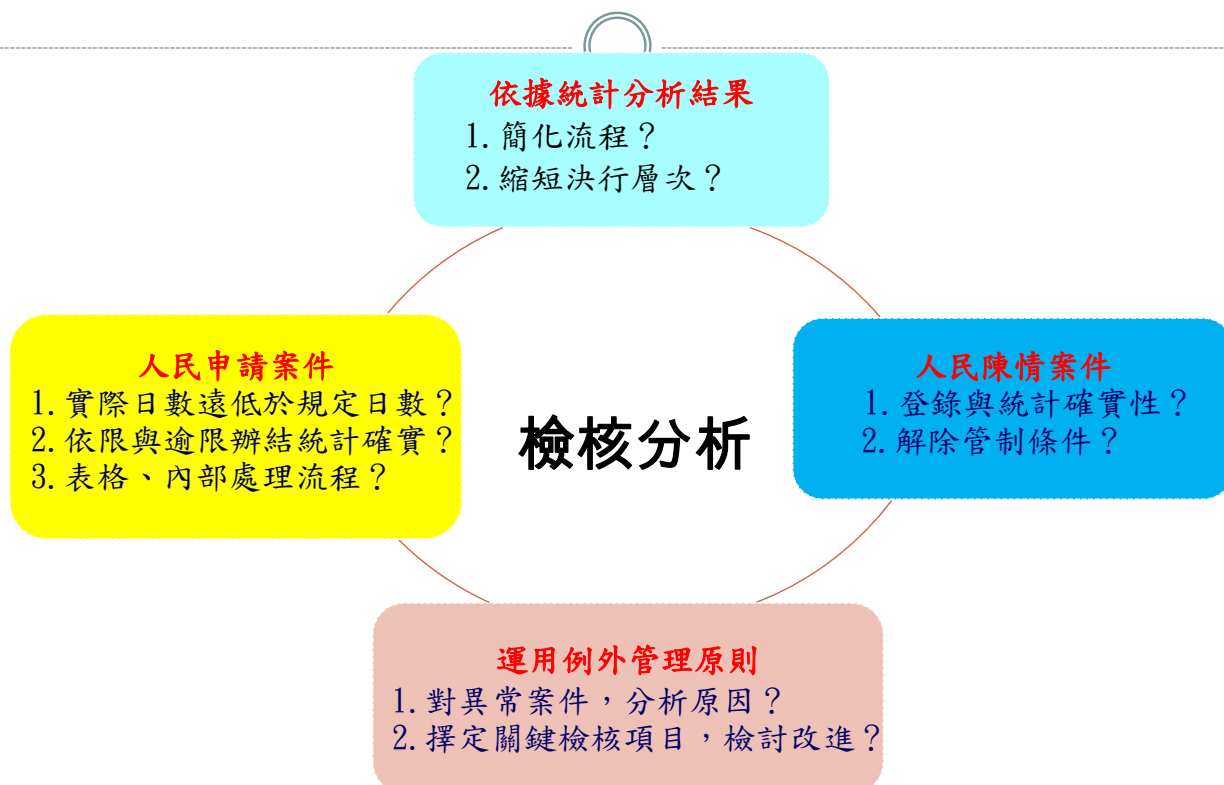 依據統計分析結果
1. 簡化流程？
2. 縮短決行層次？
人民申請案件
1. 實際日數遠低於規定日數？
2. 依限與逾限辦結統計確實？
3. 表格、內部處理流程？
檢核分析
人民陳情案件
1. 登錄與統計確實性？
2. 解除管制條件？
運用例外管理原則
1. 對異常案件，分析原因？
2. 擇定關鍵檢核項目，檢討改進？